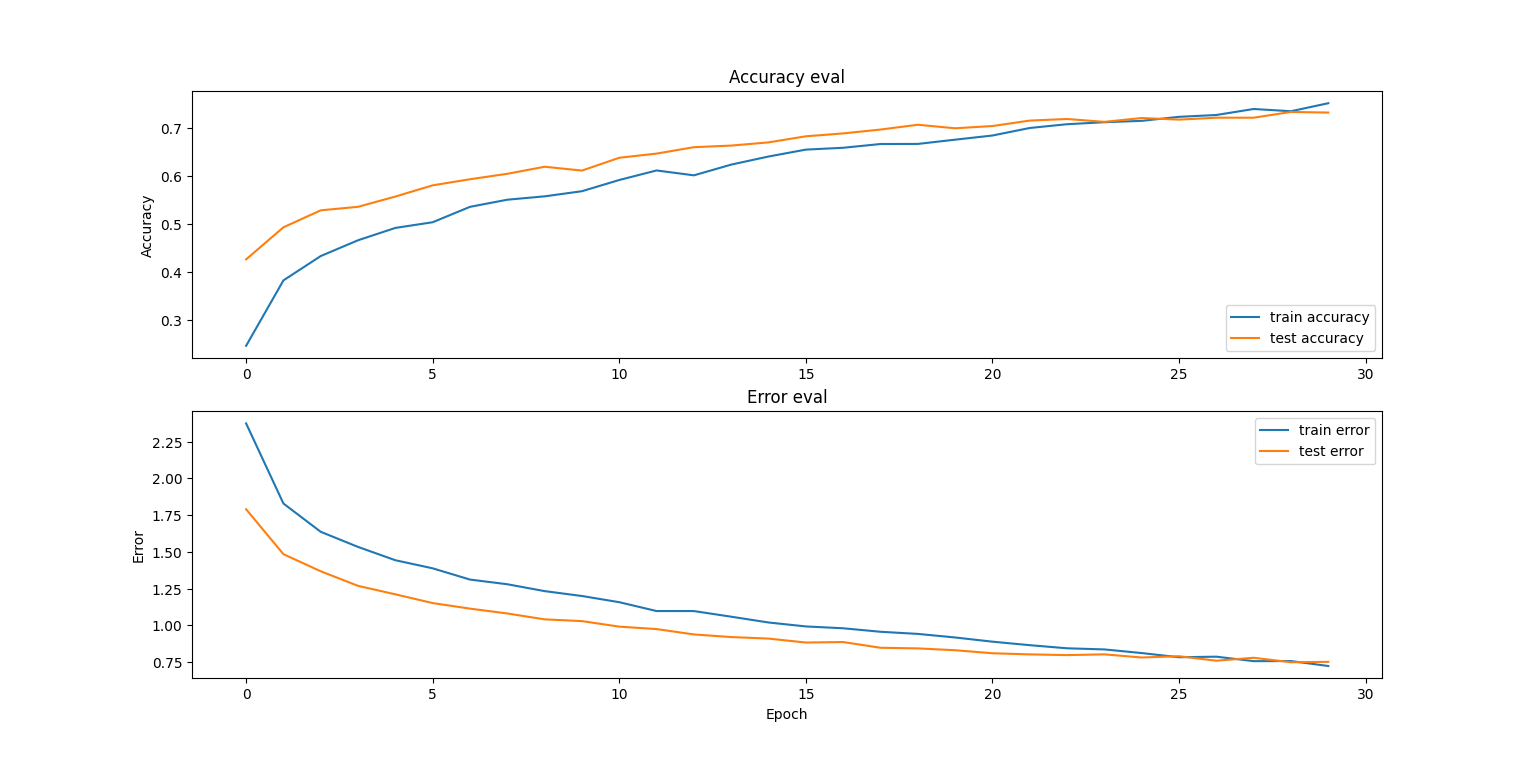 Accuracy eval
Accuracy
0.7
0.6
0.5
0.4
0.3
train accuracy
test accuracy
0 5 10 15 20 25 30
Error eval
Error
2.25
2.00
1.75
1.50
1.25
1.00
0.75
train error
test error
0 5 10 15 20 25 30
Epoch